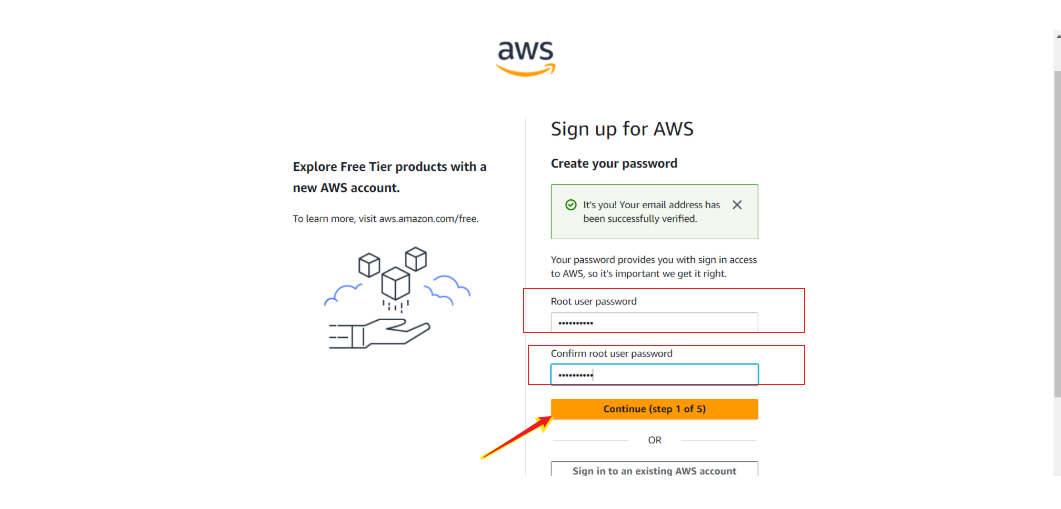 aws
Explore Free Tier products with a
new AWS account.
To learn more, visit aws.amazon.com/free.
Sign up for AWS
Create your password
It's you! Your email address has
been successfully verified.
Your password provides you with sign in access
to AWS, so it's important we get it right.
Root user password
••••••••••
Confirm root user password
••••••••••
Continue (step 1 of 5)
OR
Sign in to an existing AWS account